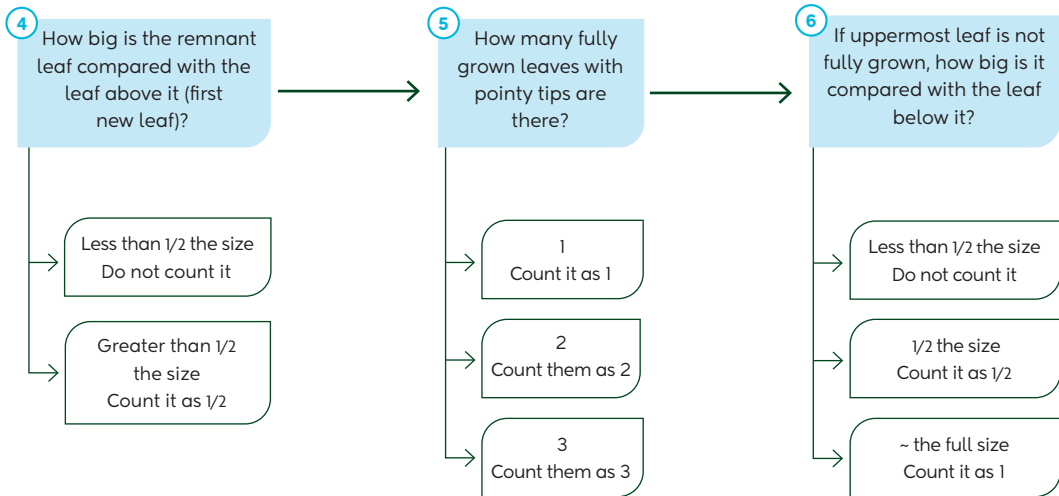 4
How big is the remnant
leaf compared with the
leaf above it (first
new leaf)?
Less than 1/2 the size
Do not count it
Greater than 1/2
the size
Count it as 1/2
5
How many fully
grown leaves with
pointy tips are
there?
1
Count it as 1
2
Count them as 2
3
Count them as 3
6
If uppermost leaf is not
fully grown, how big is it
compared with the leaf
below it?
Less than 1/2 the size
Do not count it
1/2 the size
Count it as 1/2
~ the full size
Count it as 1